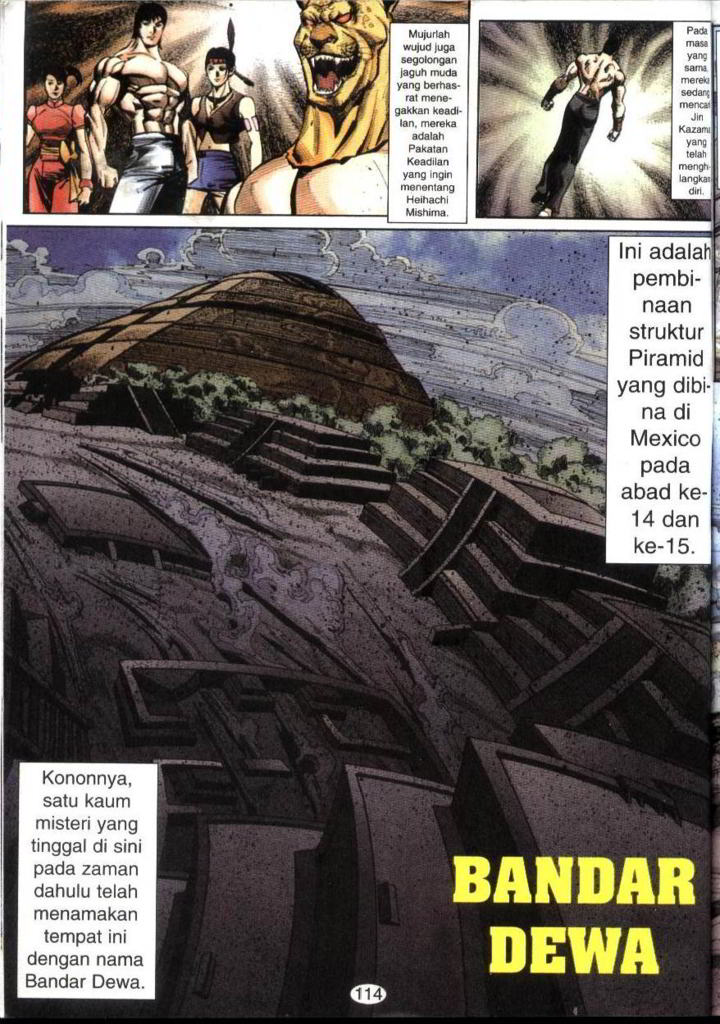 Mujurlah
wujud juga
segolongan
jaguh muda
yang berhas-
rat mene-
gakkan keadi-
lan, mereka
adalah
Pakatan
Keadilan
yang ingin
menentang
Heihachi
Mishima.
Pada
masa
yang
sama,
mereka
sedang
mencari
Jin
Kazama
yang
telah
mengh-
langkan
diri.
Ini adalah
pembi-
naan
struktur
Piramid
yang dibi-
na di
Mexico
pada
abad ke-
14 dan
ke-15.
Kononnya,
satu kaum
misteri yang
tinggal di sini
pada zaman
dahulu telah
menamakan
tempat ini
dengan nama
Bandar Dewa.
BANDAR
DEWA
114